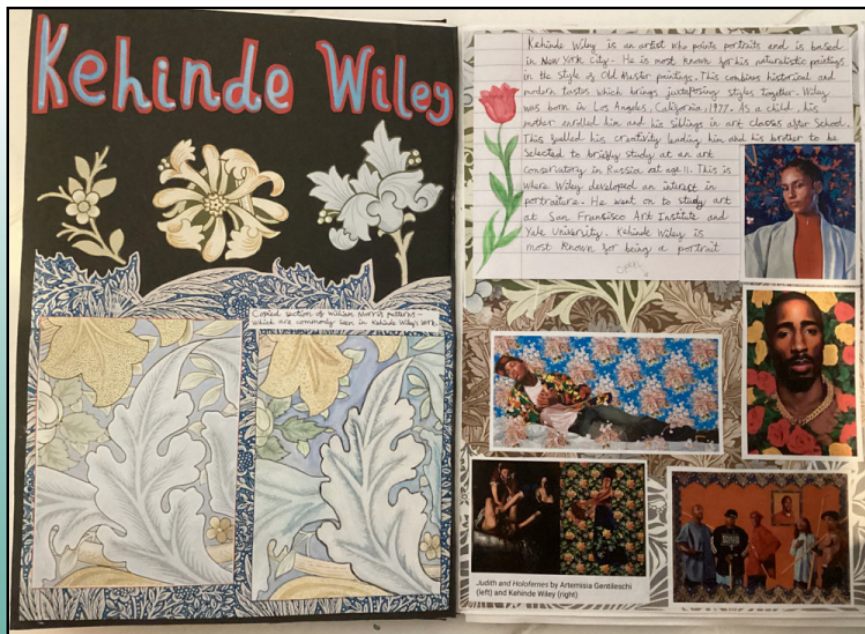 Kehinde Wiley
Copied section of William Morris patterns -
which are commonly seen in Kehinde Wiley's work.
Kehinde Wiley is an artist who paints portraits and is based
in New York City. He is most known for his naturalistic paintings
in the style of Old Master paintings. This combines historical and
modern tastes which brings juxtaposing styles together. Wiley
was born in Los Angeles, California, 1977. As a child, his
mother enrolled him and his siblings in art classes after School.
This fuelled his creativity leading him and his brother to be
Selected to briefly study at an art
Conservatory in Russia at age 11. This is
where Wiley developed an interest in
portraiture. He went on to study art
at San Francisco Art Institute and
Yale University. Kehinde Wiley is
most known for being a portrait
Judith and Holofernes by Artemisia Gentileschi
(left) and Kehinde Wiley (right)